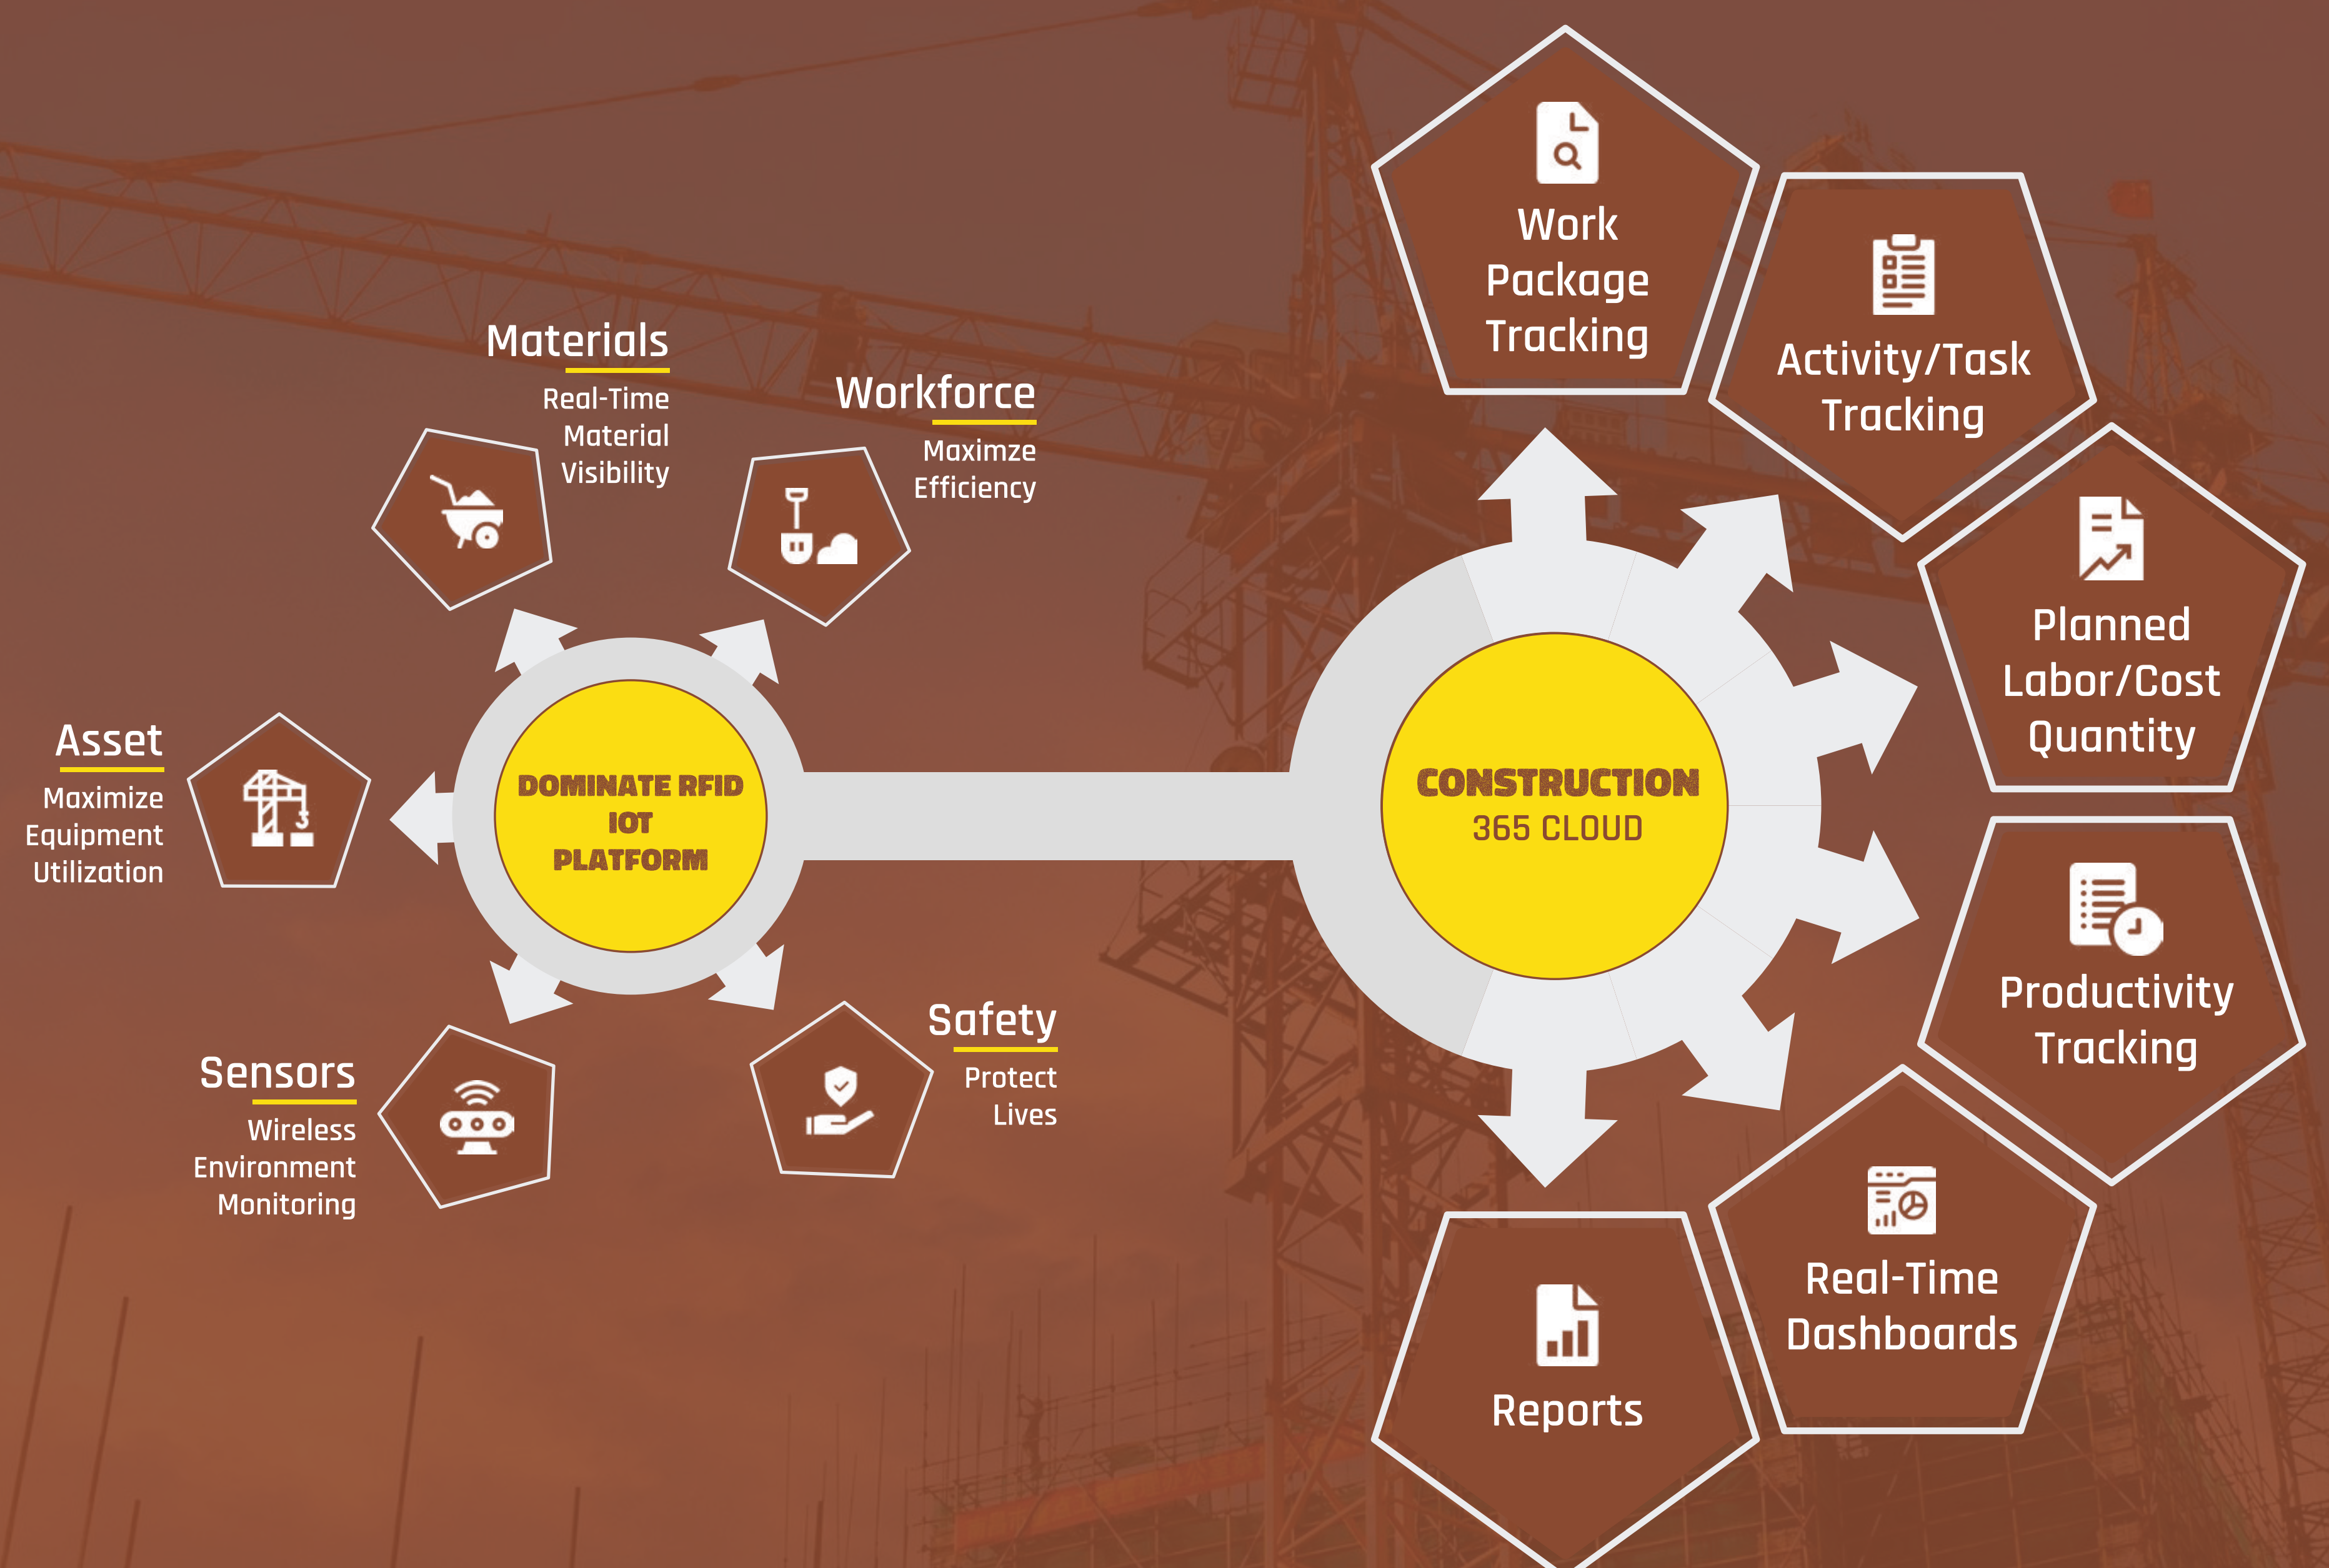 Materials
Real-Time
Material
Visibility
Workforce
Maximze
Efficiency
Asset
Maximize
Equipment
Utilization
DOMINATE RFID
IOT
PLATFORM
Sensors
Wireless
Environment
Monitoring
Safety
Protect
Lives
CONSTRUCTION
365 CLOUD
Work
Package
Tracking
Activity/Task
Tracking
Planned
Labor/Cost
Quantity
Productivity
Tracking
Real-Time
Dashboards
Reports